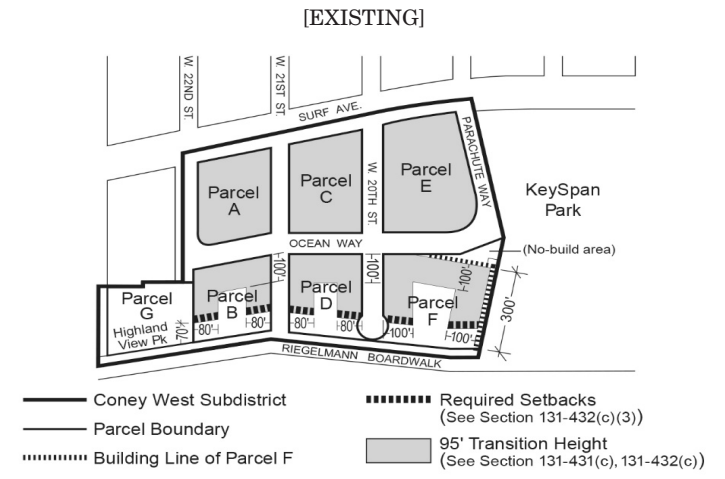 [EXISTING]
W. 22ND ST.
W. 21ST ST.
SURF AVE.
PARACHUTE WAY
Parcel
A
Parcel
C
W. 20TH ST.
Parcel
E
KeySpan
Park
OCEAN WAY
(No-build area)
100'
100'
100'
Parcel
G
Highland
View Pk
70'
Parcel
B
80'
80'
Parcel
D
80'
80'
Parcel
F
100'
100'
300'
RIEGELMANN BOARDWALK
Coney West Subdistrict
Parcel Boundary
Building Line of Parcel F
Required Setbacks
(See Section 131-432(c)(3))
95' Transition Height
(See Section 131-431(c), 131-432(c))